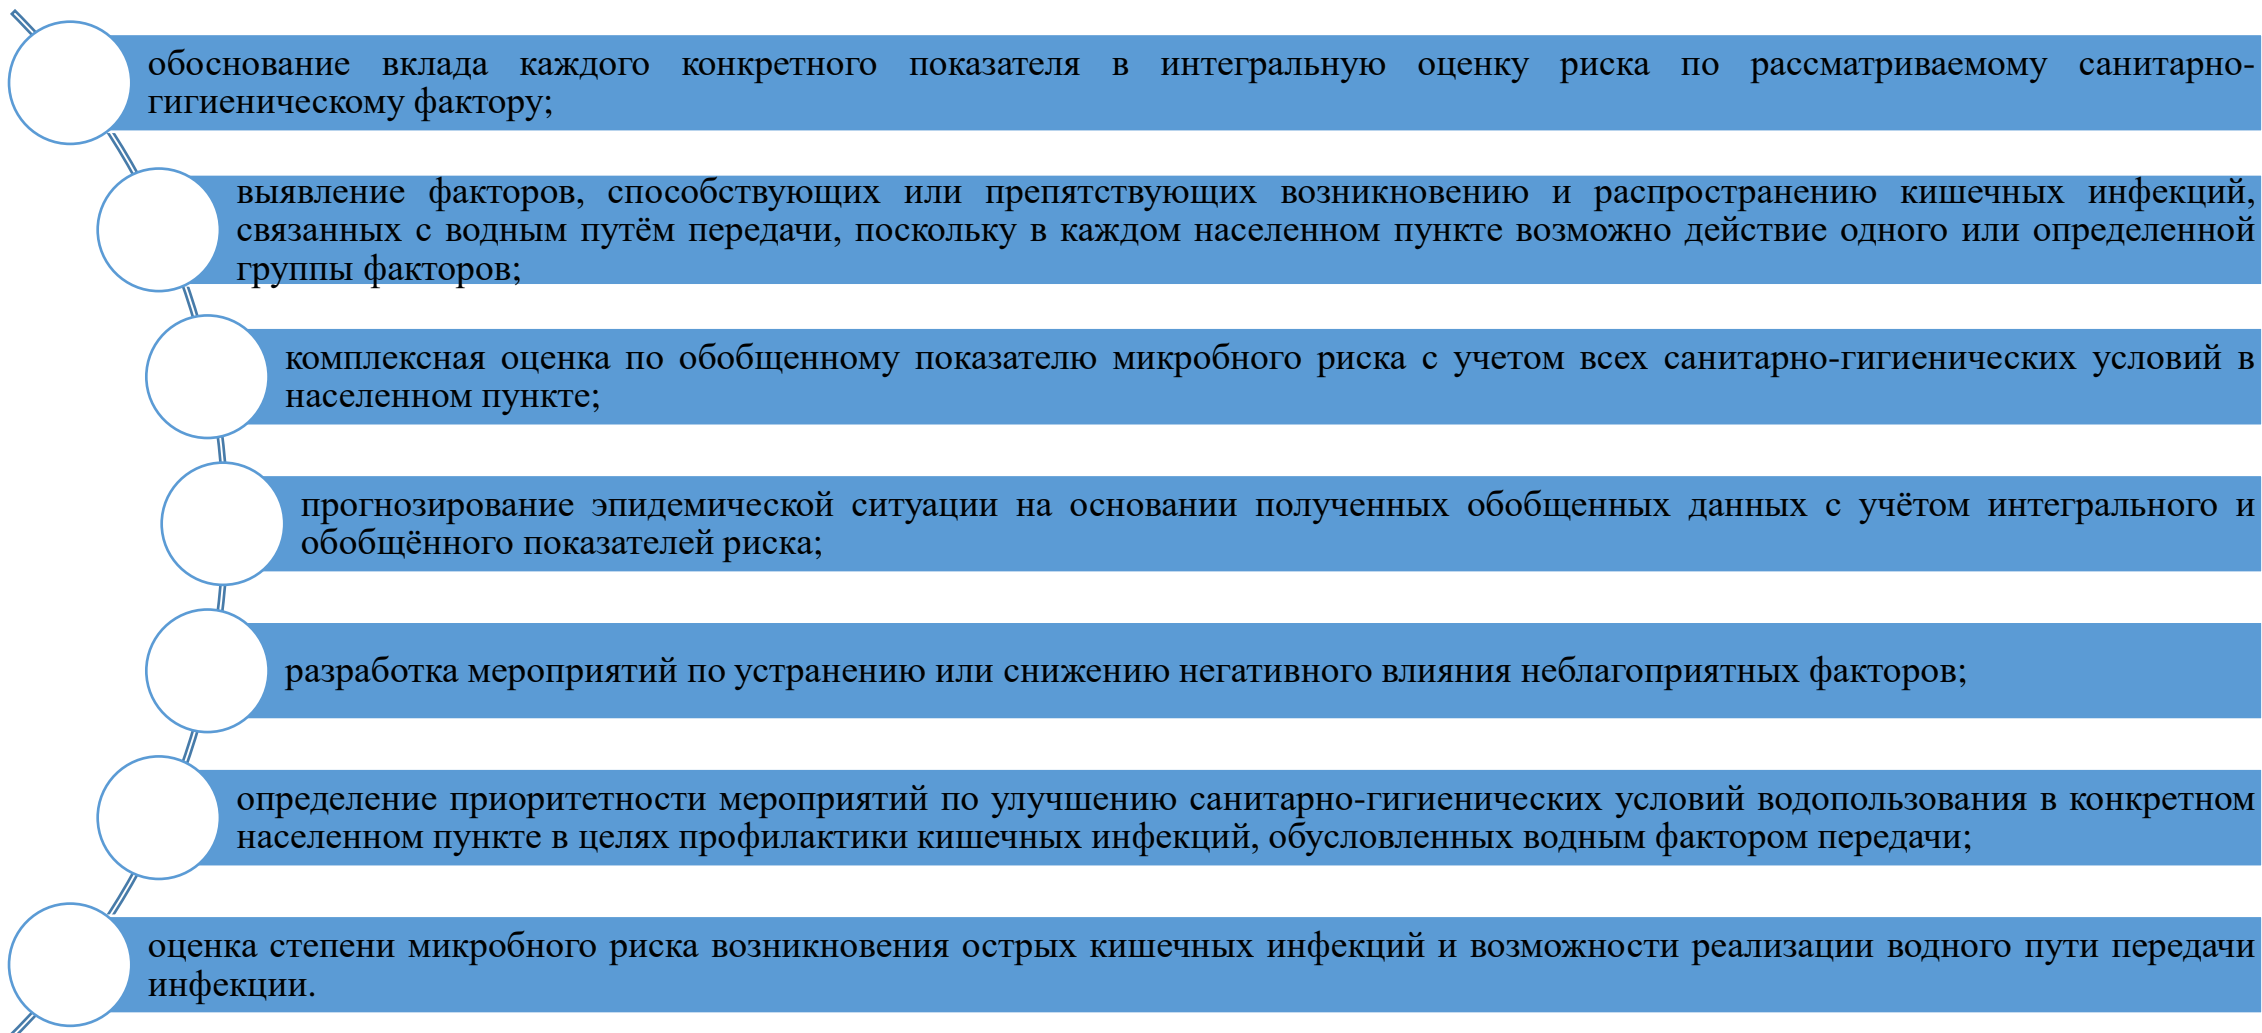 обоснование вклада каждого конкретного показателя в интегральную оценку риска по рассматриваемому санитарно-
гигиеническому фактору;
выявление факторов, способствующих или препятствующих возникновению и распространению кишечных инфекций,
связанных с водным путём передачи, поскольку в каждом населенном пункте возможно действие одного или определенной
группы факторов;
комплексная оценка по обобщенному показателю микробного риска с учетом всех санитарно-гигиенических условий в
населенном пункте;
прогнозирование эпидемической ситуации на основании полученных обобщенных данных с учётом интегрального и
обобщённого показателей риска;
разработка мероприятий по устранению или снижению негативного влияния неблагоприятных факторов;
определение приоритетности мероприятий по улучшению санитарно-гигиенических условий водопользования в конкретном
населенном пункте в целях профилактики кишечных инфекций, обусловленных водным фактором передачи;
оценка степени микробного риска возникновения острых кишечных инфекций и возможности реализации водного пути передачи
инфекции.